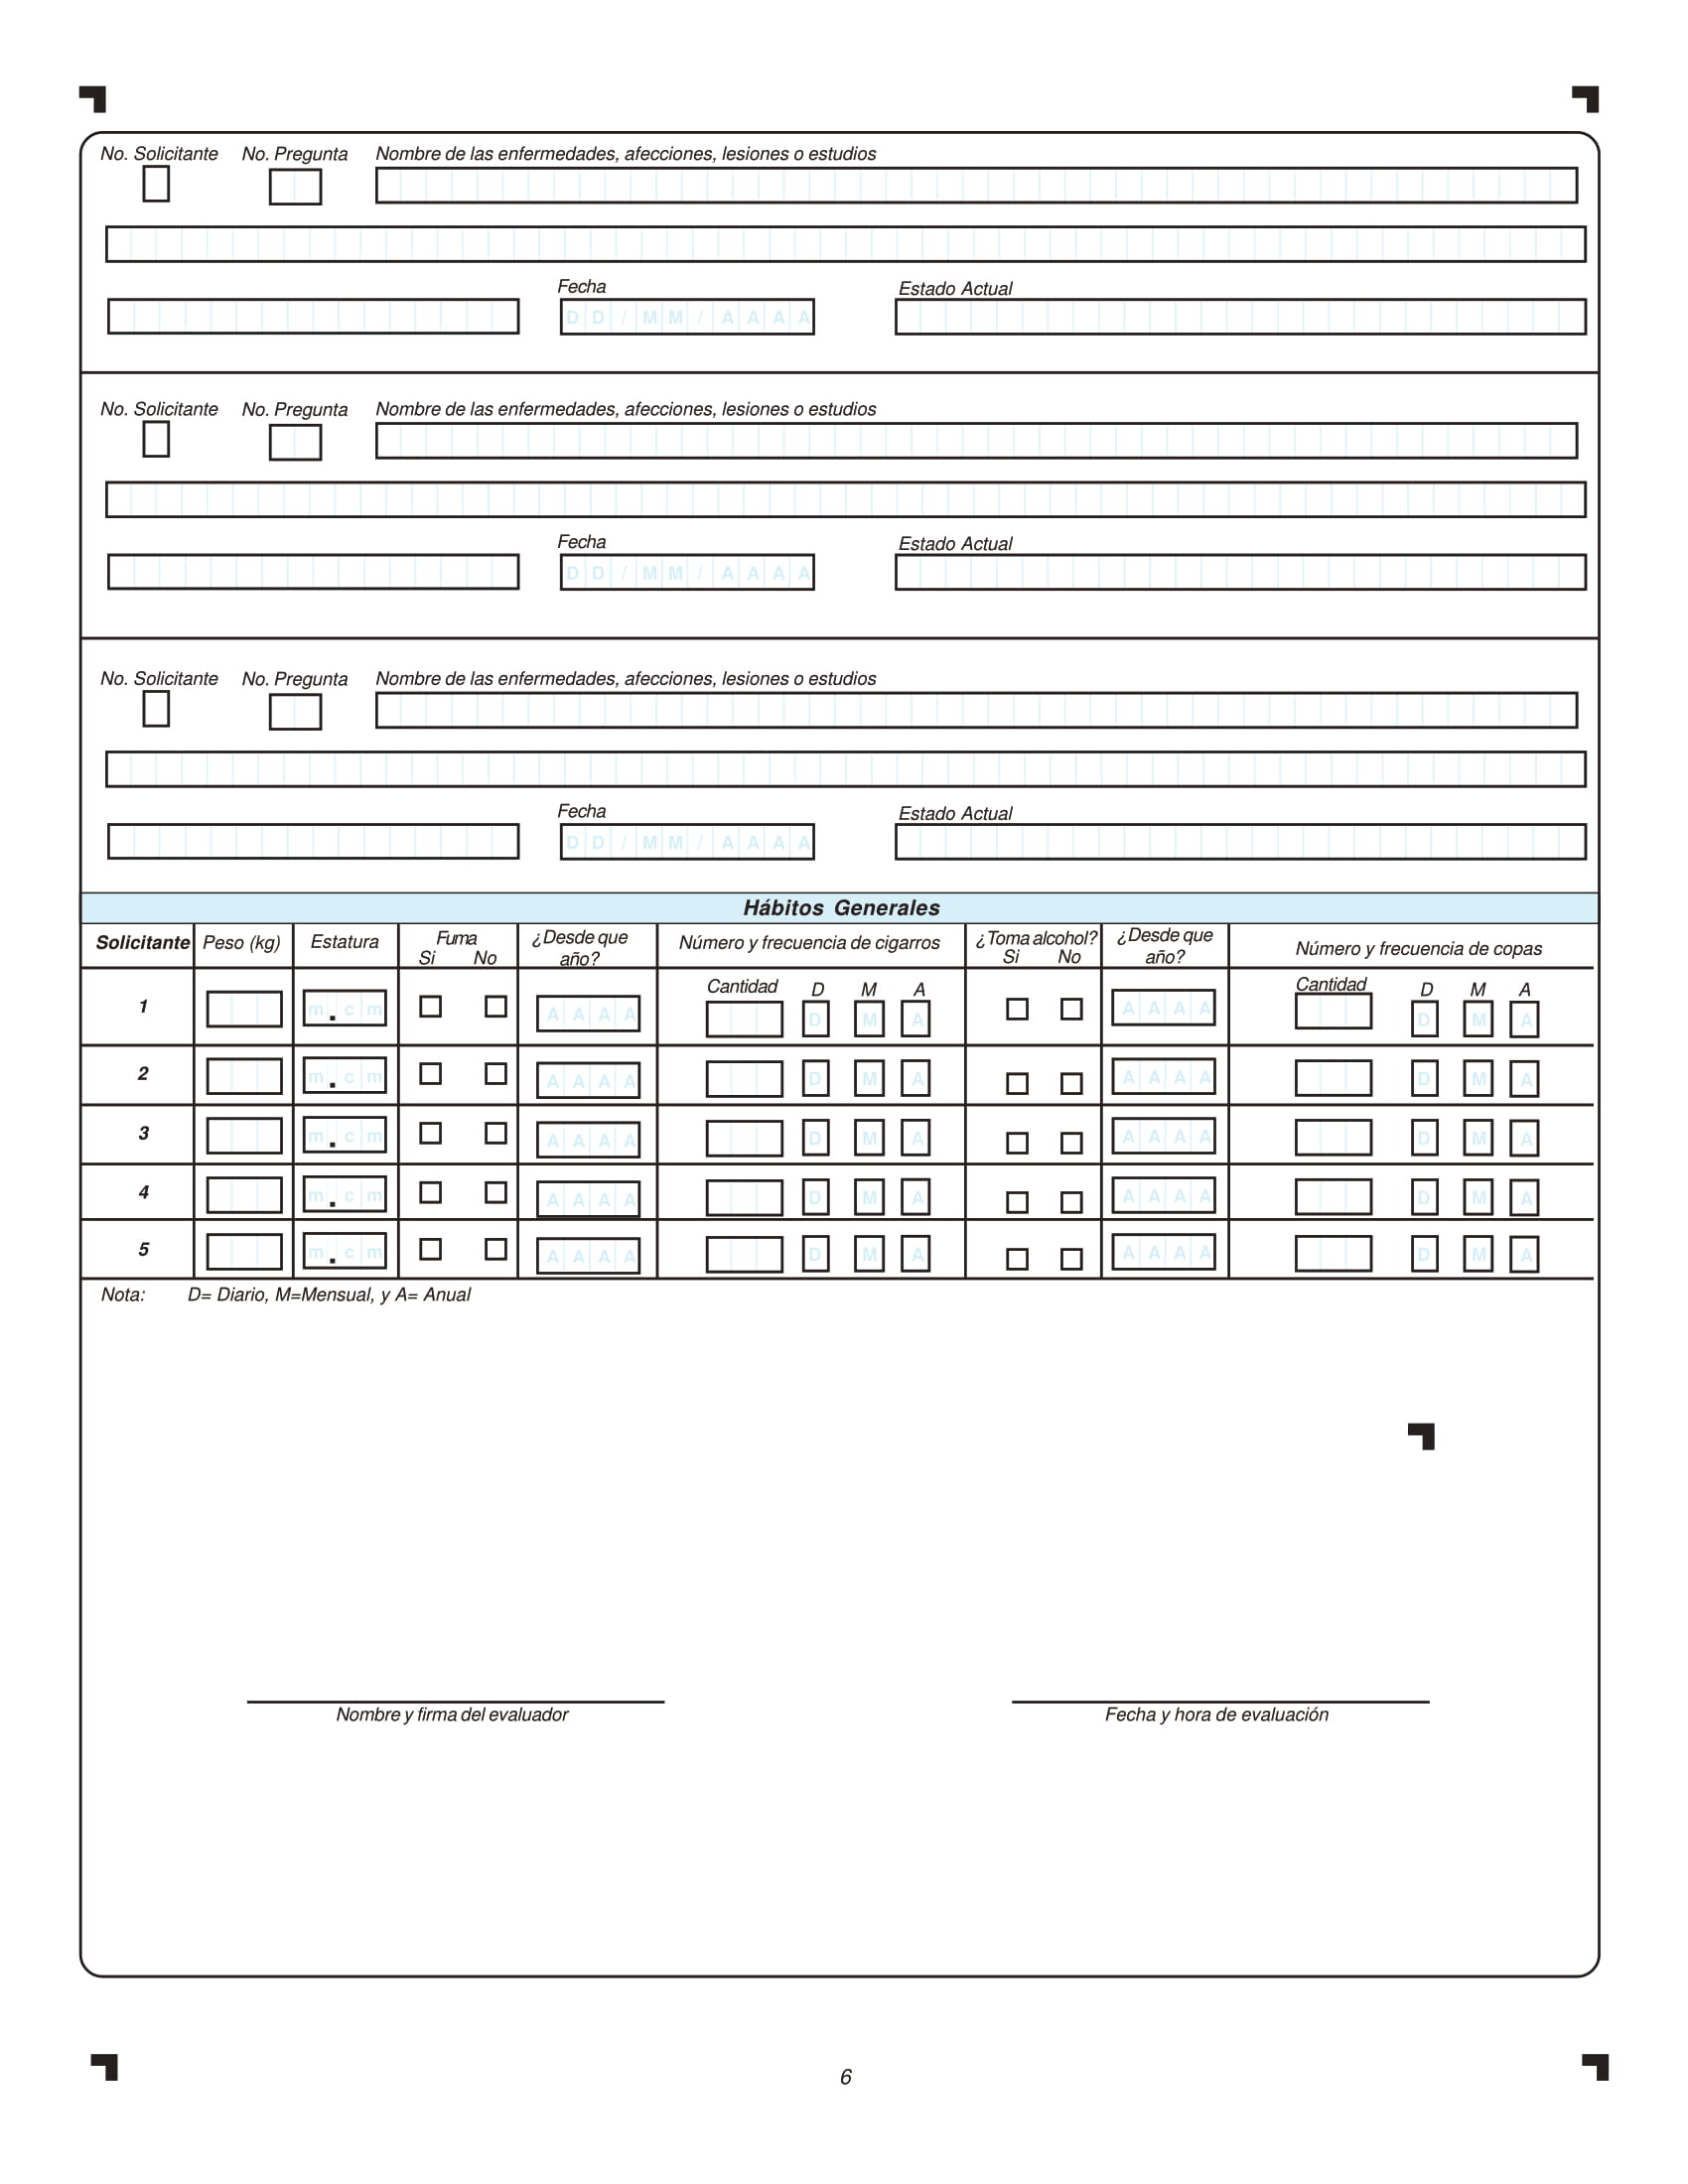 No. Solicitante No. Pregunta Nombre de las enfermedades, afecciones, lesiones o estudios
Fecha Estado Actual
D D / M M / A A A A
No. Solicitante No. Pregunta Nombre de las enfermedades, afecciones, lesiones o estudios
Fecha Estado Actual
D D / M M / A A A A
No. Solicitante No. Pregunta Nombre de las enfermedades, afecciones, lesiones o estudios
Fecha Estado Actual
D D / M M / A A A A
Hábitos Generales
Solicitante Peso (kg) Estatura Fuma ¿Desde que Número y frecuencia de cigarros ¿Toma alcohol? ¿Desde que Número y frecuencia de copas
Si No año? Si No año?
Cantidad D M A Cantidad D M A
1 m . c m A A A A D M A A A A A D M A
2 m . c m A A A A D M A A A A A D M A
3 m . c m A A A A D M A A A A A D M A
4 m . c m A A A A D M A A A A A D M A
5 m . c m A A A A D M A A A A A D M A
Nota: D= Diario, M=Mensual, y A= Anual
Nombre y firma del evaluador Fecha y hora de evaluación
6